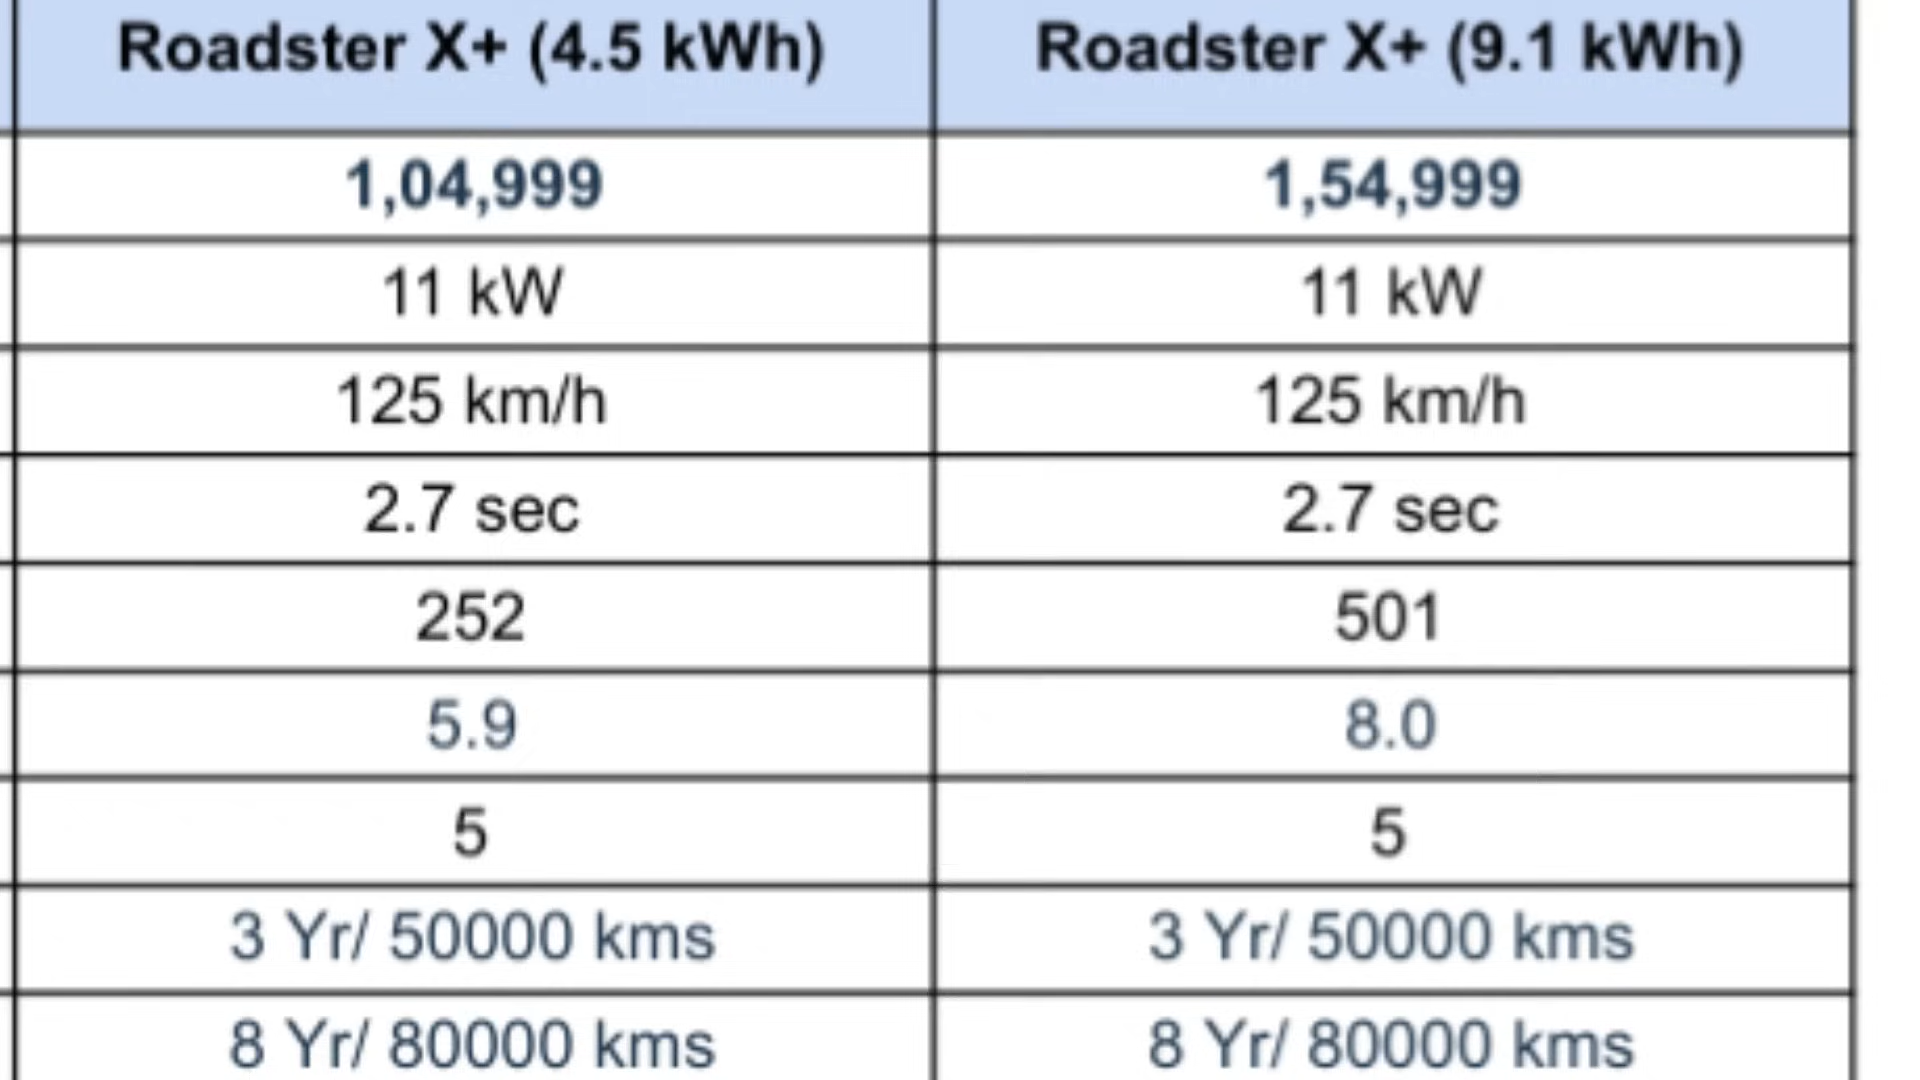 Roadster X+ (4.5 kWh) Roadster X+ (9.1 kWh)
1,04,999 1,54,999
11 kW 11 kW
125 km/h 125 km/h
2.7 sec 2.7 sec
252 501
5.9 8.0
5 5
3 Yr/ 50000 kms 3 Yr/ 50000 kms
8 Yr/ 80000 kms 8 Yr/ 80000 kms